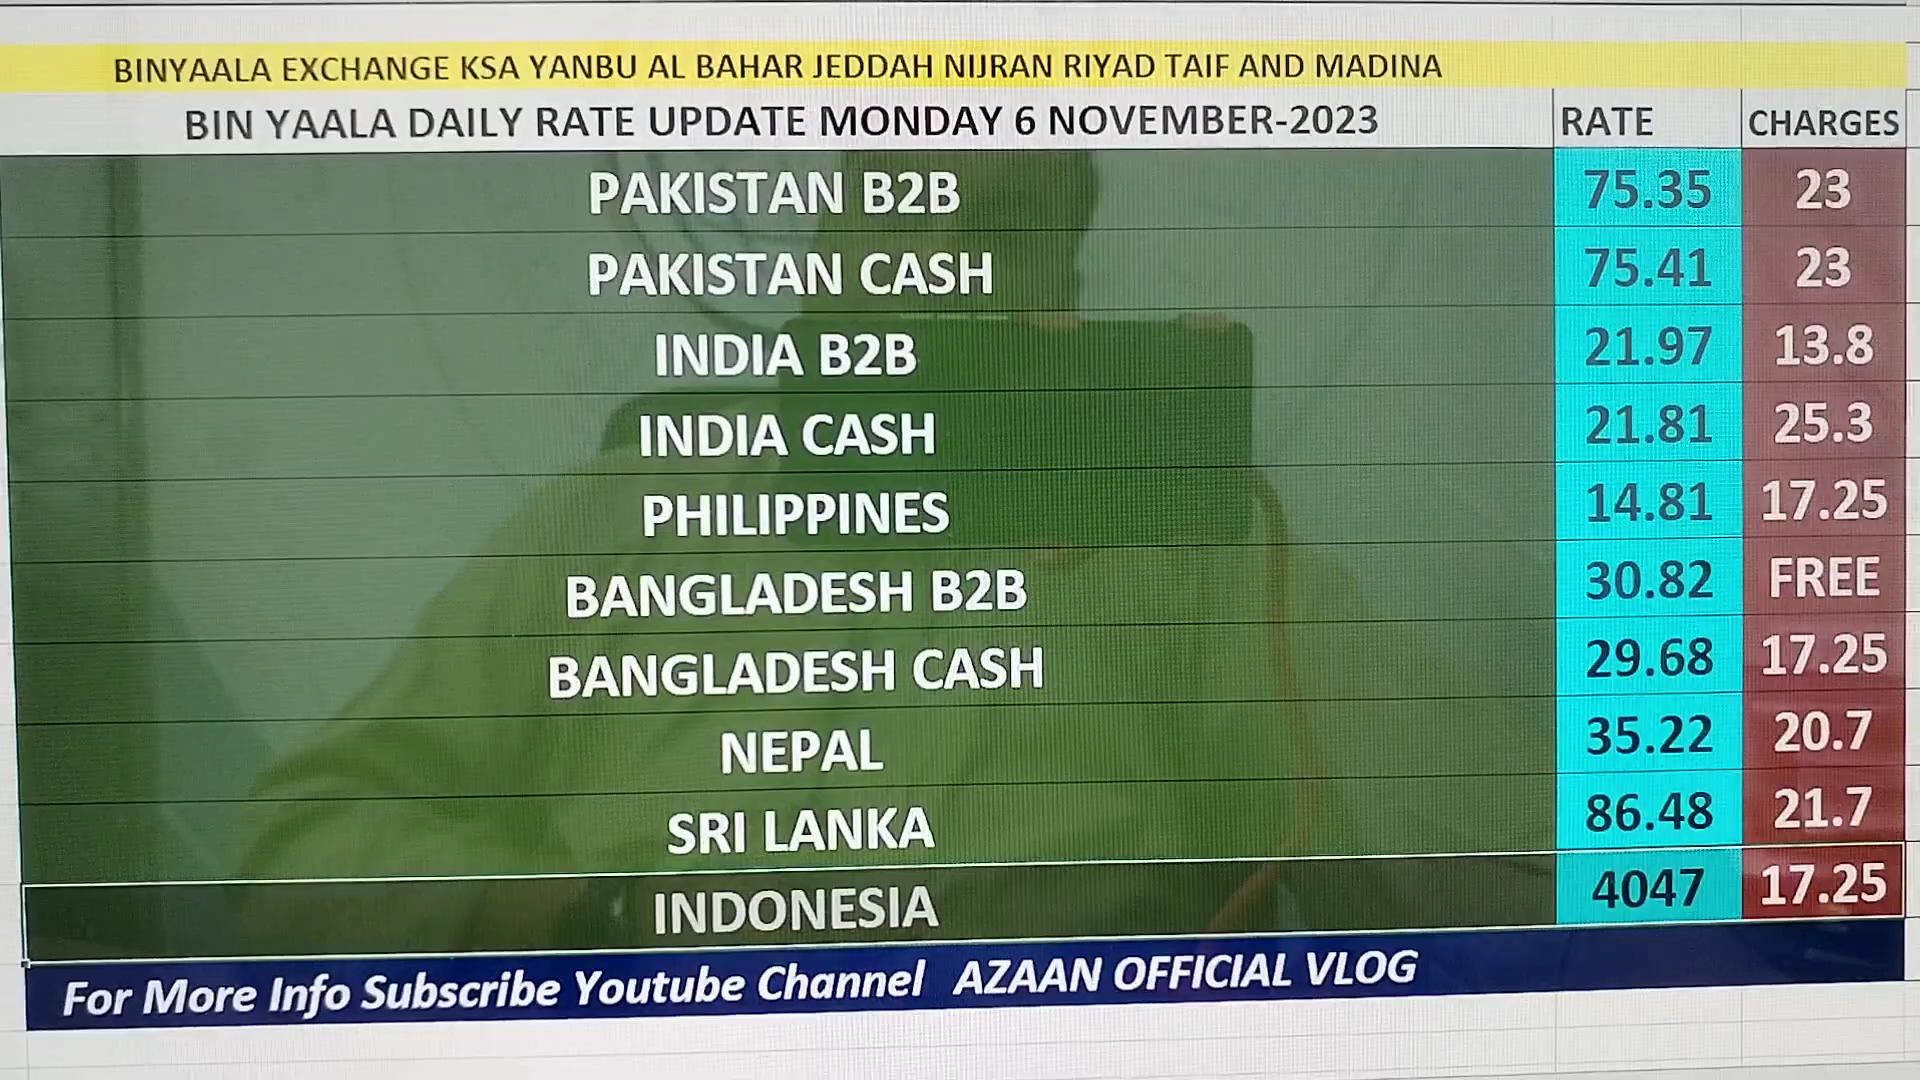 BINYAALA EXCHANGE KSA YANBU AL BAHAR JEDDAH NIJRAN RIYAD TAIF AND MADINA
BIN YAALA DAILY RATE UPDATE MONDAY 6 NOVEMBER-2023 RATE CHARGES
PAKISTAN B2B 75.35 23
PAKISTAN CASH 75.41 23
INDIA B2B 21.97 13.8
INDIA CASH 21.81 25.3
PHILIPPINES 14.81 17.25
BANGLADESH B2B 30.82 FREE
BANGLADESH CASH 29.68 17.25
NEPAL 35.22 20.7
SRI LANKA 86.48 21.7
INDONESIA 4047 17.25
For More Info Subscribe Youtube Channel AZAAN OFFICIAL VLOG